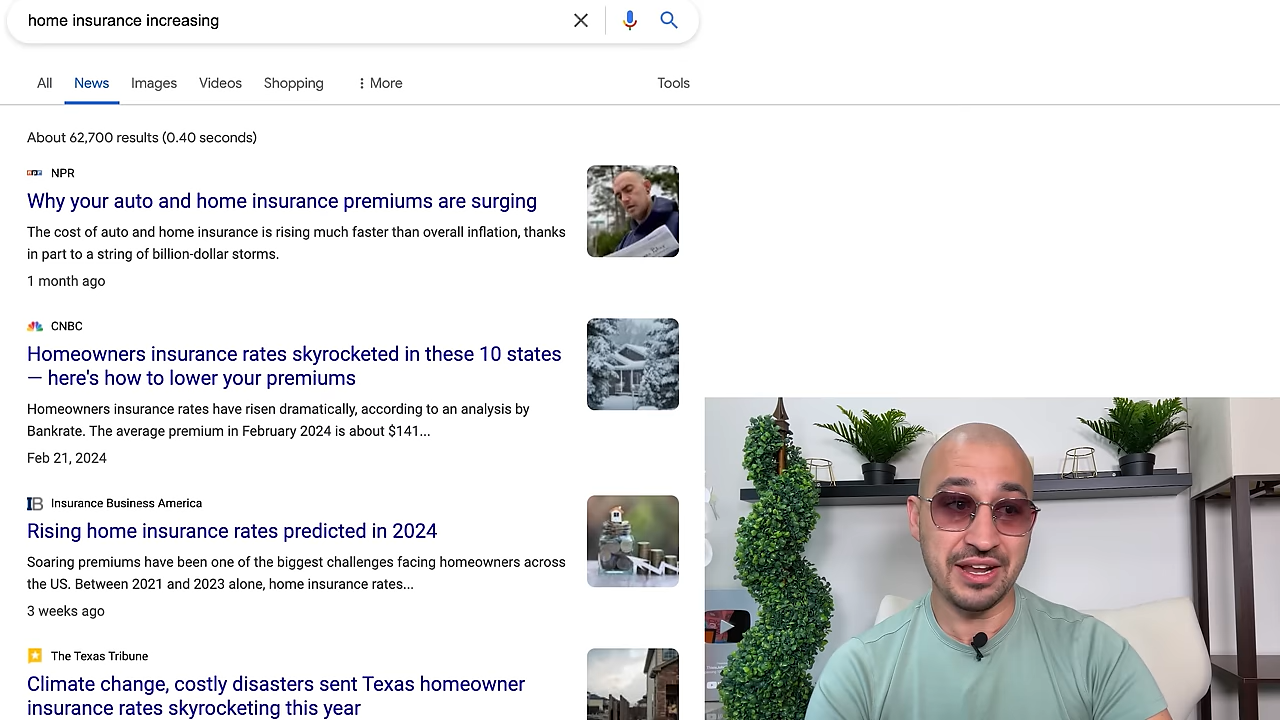 home insurance increasing
All News Images Videos Shopping More Tools
About 62,700 results (0.40 seconds)
NPR
Why your auto and home insurance premiums are surging
The cost of auto and home insurance is rising much faster than overall inflation, thanks
in part to a string of billion-dollar storms.
1 month ago
CNBC
Homeowners insurance rates skyrocketed in these 10 states
— here's how to lower your premiums
Homeowners insurance rates have risen dramatically, according to an analysis by
Bankrate. The average premium in February 2024 is about $141...
Feb 21, 2024
IB Insurance Business America
Rising home insurance rates predicted in 2024
Soaring premiums have been one of the biggest challenges facing homeowners across
the US. Between 2021 and 2023 alone, home insurance rates...
3 weeks ago
The Texas Tribune
Climate change, costly disasters sent Texas homeowner
insurance rates skyrocketing this year